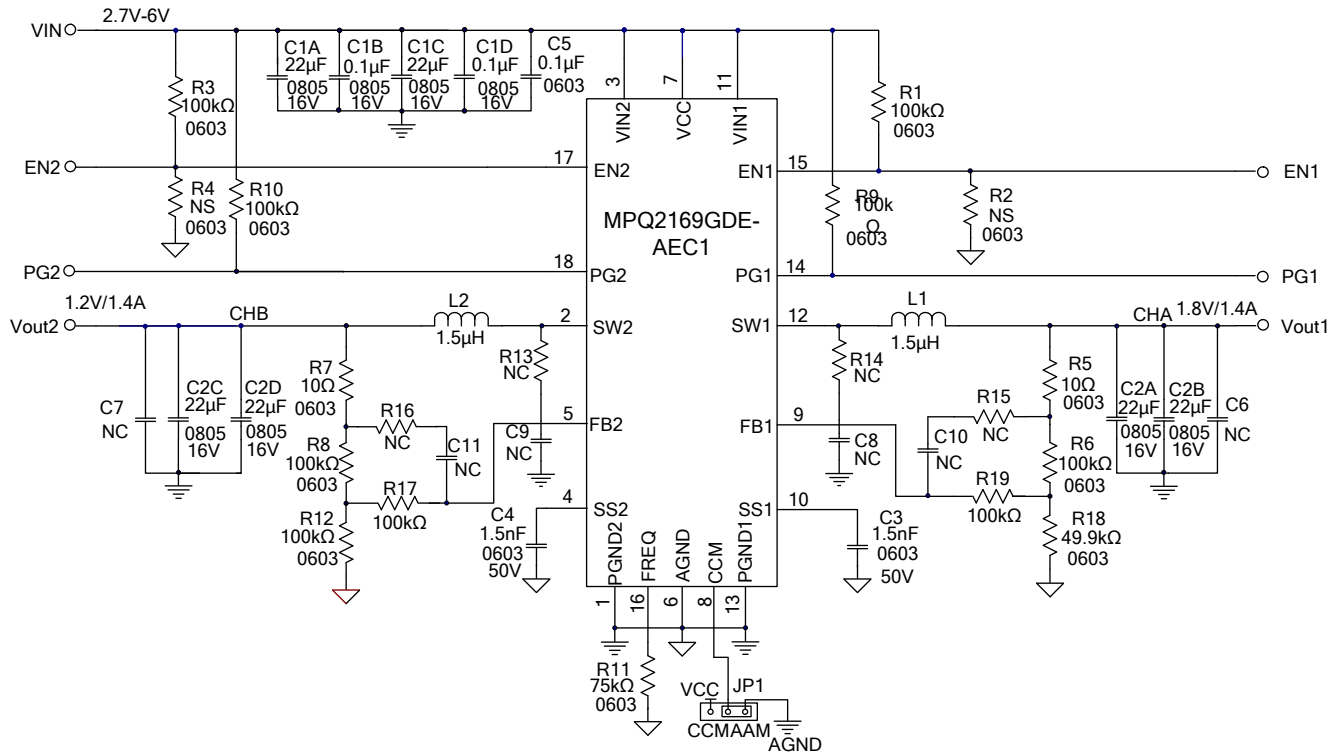 2.7V-6V
VIN
C1A
22µF
0805
16V
C1B
0.1µF
0805
16V
C1C
22µF
0805
16V
C1D
0.1µF
0805
16V
C5
0.1µF
0603
R3
100kΩ
0603
3
7
11
VIN2
VCC
VIN1
R1
100kΩ
0603
EN2
17
EN2
EN1
15
EN1
R4
NS
0603
R10
100kΩ
0603
MPQ2169GDE-
AEC1
R9
100k
Ω
0603
R2
NS
0603
PG2
18
PG2
PG1
14
PG1
1.2V/1.4A
Vout2
CHB
L2
1.5µH
2
SW2
SW1
12
L1
1.5µH
CHA
1.8V/1.4A
Vout1
C7
NC
C2C
22µF
0805
16V
C2D
22µF
0805
16V
R7
10Ω
0603
R13
NC
R14
NC
R5
10Ω
0603
C2A
22µF
0805
16V
C2B
22µF
0805
16V
C6
NC
R16
NC
C11
NC
C9
NC
5
FB2
FB1
9
C8
NC
C10
NC
R15
NC
R8
100kΩ
0603
R17
100kΩ
R19
100kΩ
R6
100kΩ
0603
R12
100kΩ
0603
C4
1.5nF
0603
50V
4
SS2
SS1
10
C3
1.5nF
0603
50V
R18
49.9kΩ
0603
PGND2
FREQ
AGND
CCM
PGND1
1
16
6
8
13
R11
75kΩ
0603
VCC
JP1
CCMAAM
AGND